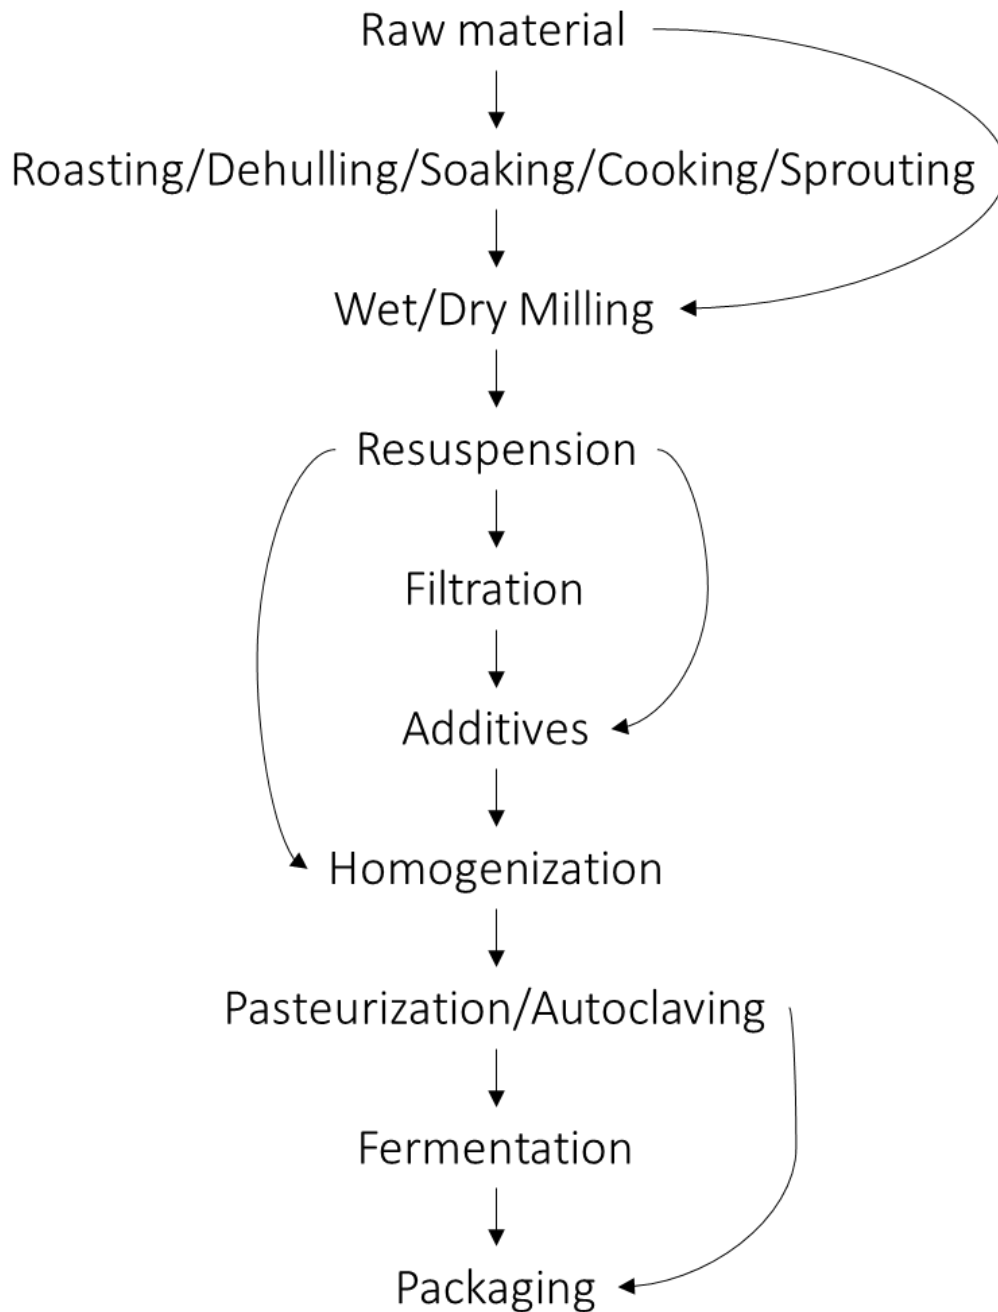 Raw material
Roasting/Dehulling/Soaking/Cooking/Sprouting
Wet/Dry Milling
Resuspension
Filtration
Additives
Homogenization
Pasteurization/Autoclaving
Fermentation
Packaging